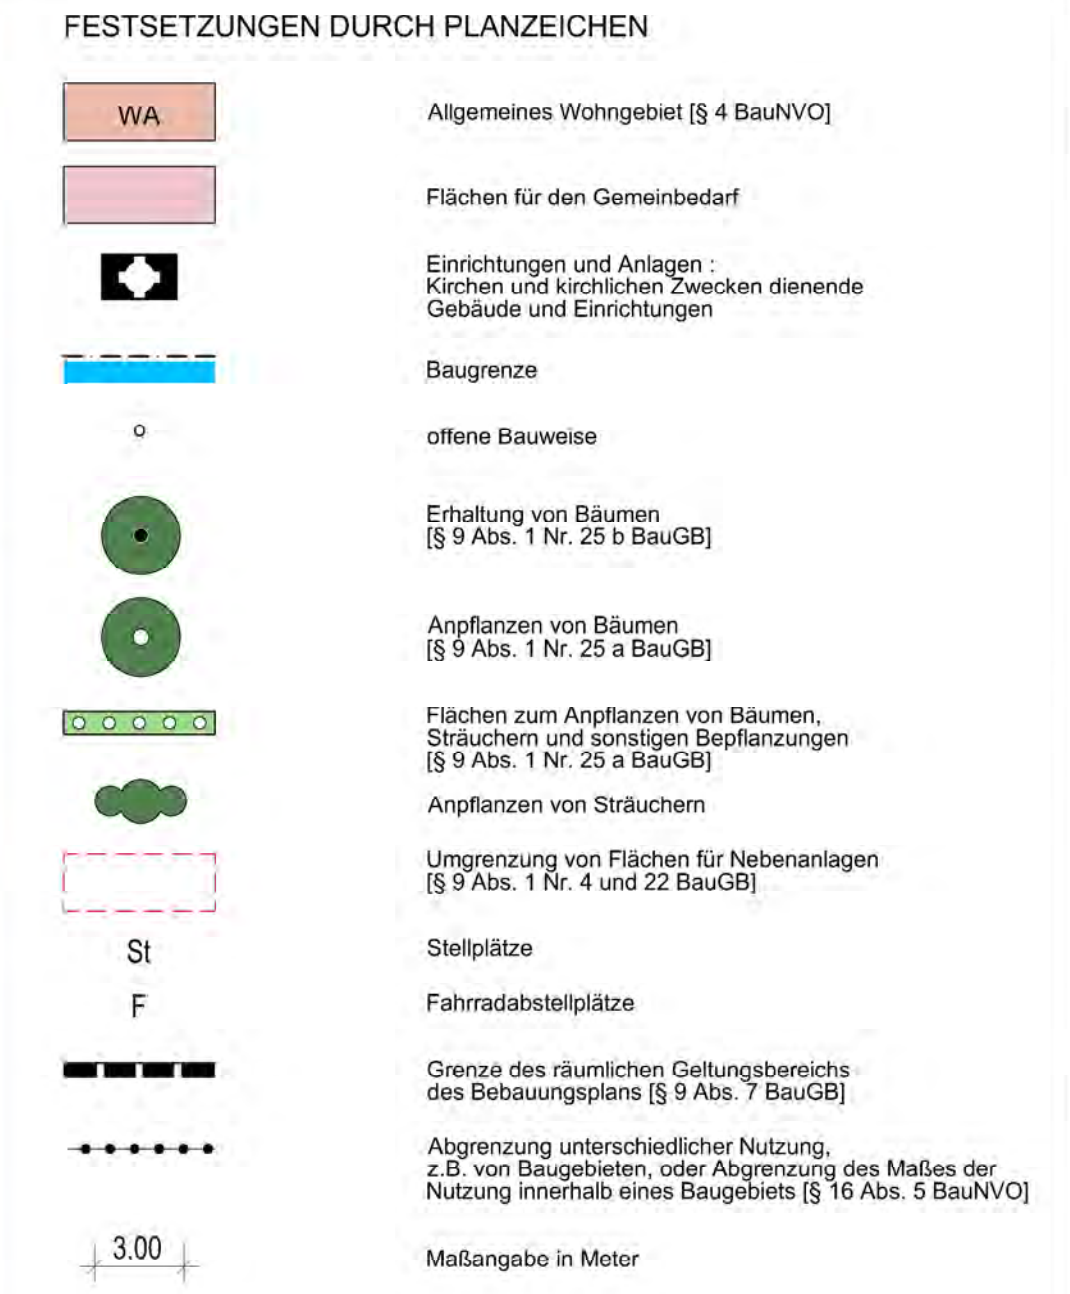 FESTSETZUNGEN DURCH PLANZEICHEN
WA
Allgemeines Wohngebiet [§ 4 BauNVO]
Flächen für den Gemeinbedarf
Einrichtungen und Anlagen :
Kirchen und kirchlichen Zwecken dienende
Gebäude und Einrichtungen
Baugrenze
o
offene Bauweise
Erhaltung von Bäumen
[§ 9 Abs. 1 Nr. 25 b BauGB]
Anpflanzen von Bäumen
[§ 9 Abs. 1 Nr. 25 a BauGB]
Flächen zum Anpflanzen von Bäumen,
Sträuchern und sonstigen Bepflanzungen
[§ 9 Abs. 1 Nr. 25 a BauGB]
Anpflanzen von Sträuchern
Umgrenzung von Flächen für Nebenanlagen
[§ 9 Abs. 1 Nr. 4 und 22 BauGB]
St
Stellplätze
F
Fahrradabstellplätze
Grenze des räumlichen Geltungsbereichs
des Bebauungsplans [§ 9 Abs. 7 BauGB]
Abgrenzung unterschiedlicher Nutzung,
z.B. von Baugebieten, oder Abgrenzung des Maßes der
Nutzung innerhalb eines Baugebiets [§ 16 Abs. 5 BauNVO]
3.00
Maßangabe in Meter